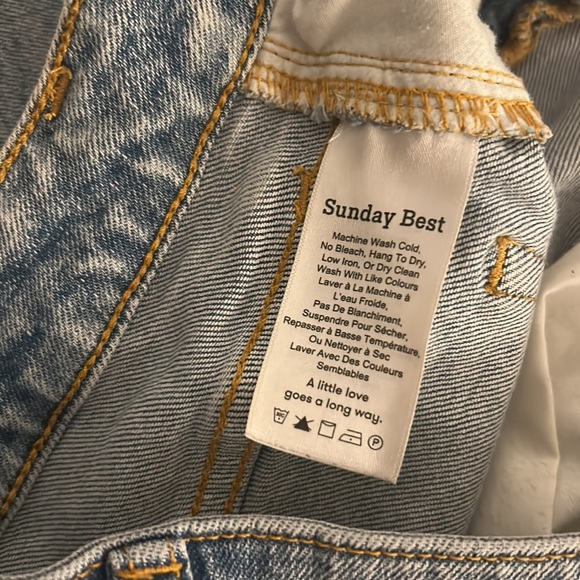 Sunday Best
Machine Wash Cold,
No Bleach, Hang To Dry,
Low Iron, Or Dry Clean
Wash With Like Colours
Laver à La Machine à
L'eau Froide,
Pas De Blanchiment,
Suspendre Pour Sécher,
Repasser à Basse Température,
Ou Nettoyer à Sec
Laver Avec Des Couleurs
Semblables
A little love
goes a long way.
P